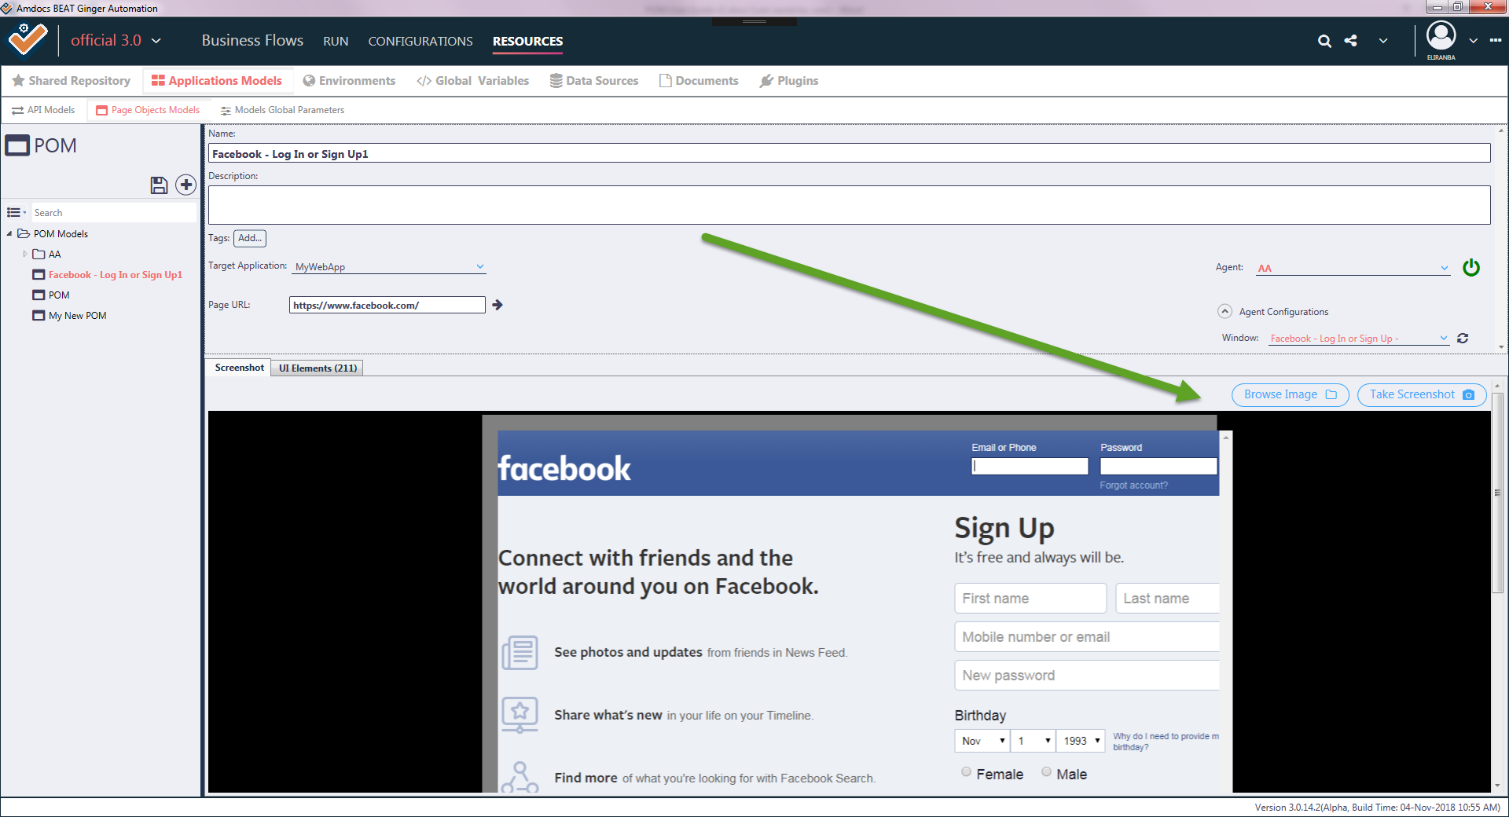 Amdocs BEAT Ginger Automation
official 3.0 Business Flows RUN CONFIGURATIONS RESOURCES
ELIRANBA
Shared Repository Applications Models Environments </> Global Variables Data Sources Documents Plugins
API Models Page Objects Models Models Global Parameters
POM
Search
POM Models
AA
Facebook - Log In or Sign Up1
POM
My New POM
Name:
Facebook - Log In or Sign Up1
Description:
Tags: Add...
Target Application: MyWebApp
Agent: AA
Page URL: https://www.facebook.com/
Agent Configurations
Window: Facebook - Log In or Sign Up -
Screenshot UI Elements (211)
Browse Image Take Screenshot
facebook
Email or Phone Password
Forgot account?
Connect with friends and the
world around you on Facebook.
See photos and updates from friends in News Feed.
Share what's new in your life on your Timeline.
Find more of what you're looking for with Facebook Search.
Sign Up
It's free and always will be.
First name Last name
Mobile number or email
New password
Birthday
Nov 1 1993 Why do I need to provide m
birthday?
Female Male
Version 3.0.14.2(Alpha, Build Time: 04-Nov-2018 10:55 AM)